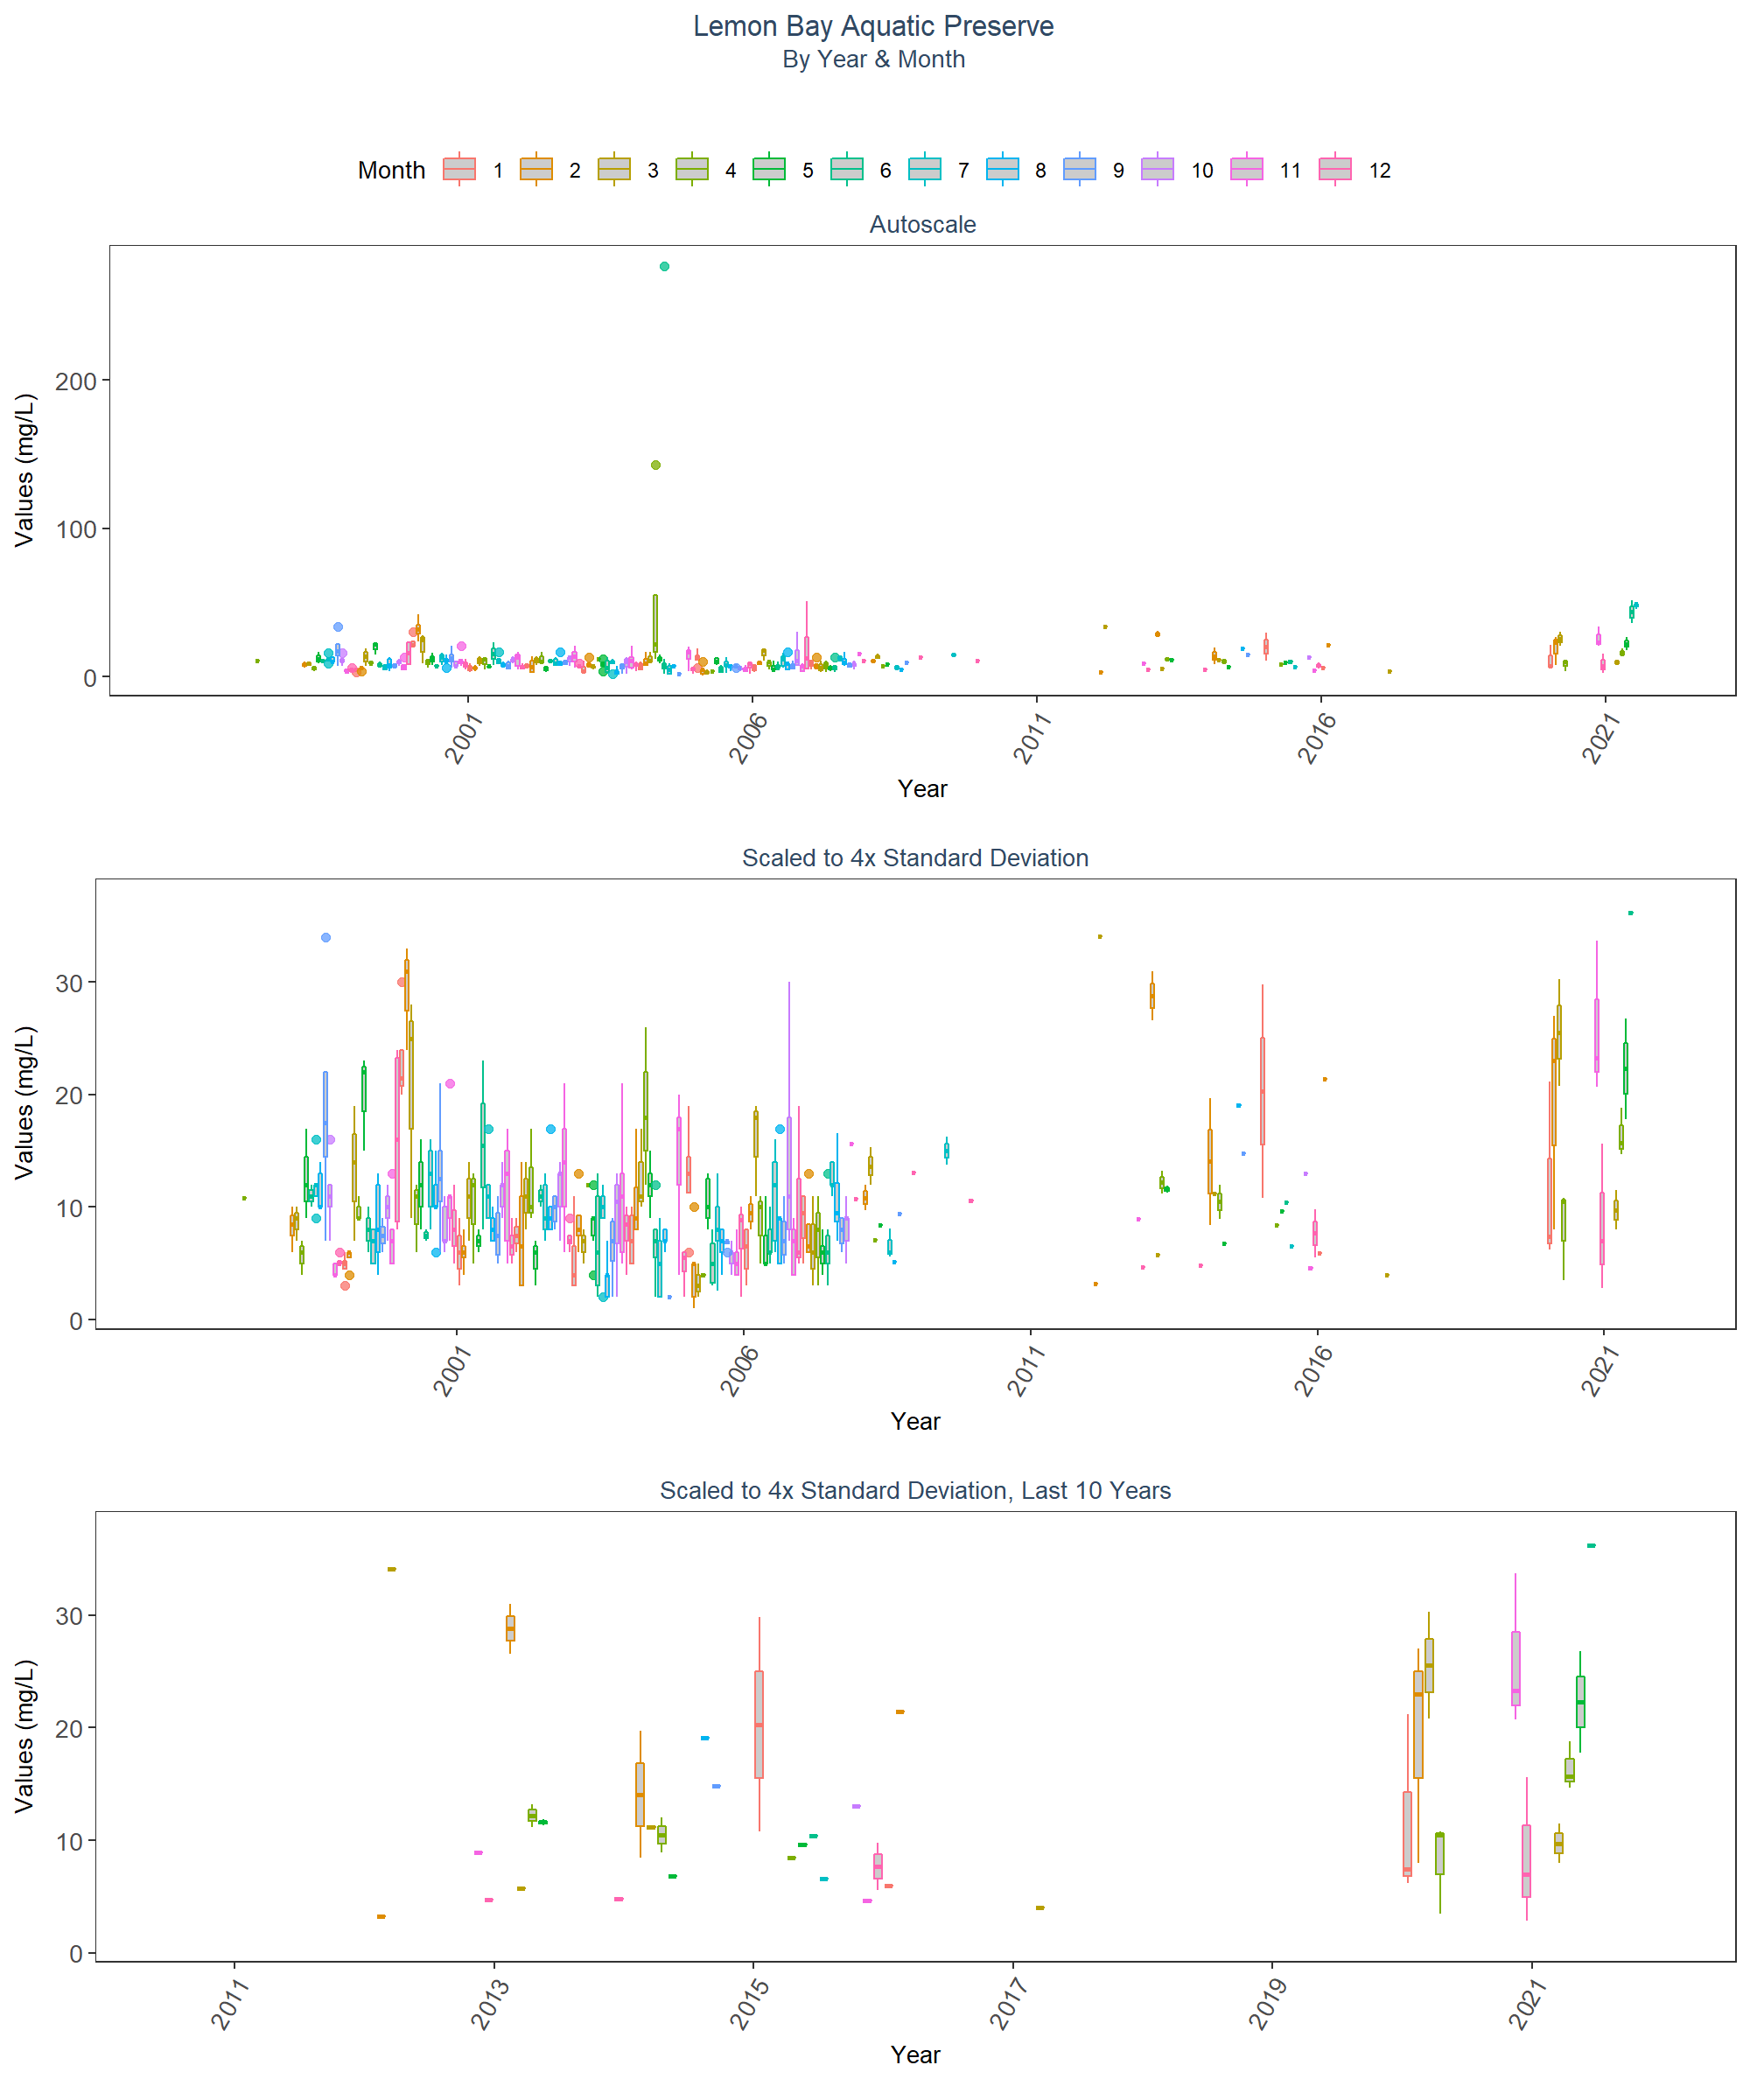 Lemon Bay Aquatic Preserve
By Year & Month
Month 1 2 3 4 5 6 7 8 9 10 11 12
Autoscale
Values (mg/L)
200
100
0
2001 2006 2011 2016 2021
Year
Scaled to 4x Standard Deviation
Values (mg/L)
30
20
10
0
2001 2006 2011 2016 2021
Year
Scaled to 4x Standard Deviation, Last 10 Years
Values (mg/L)
30
20
10
0
2011 2013 2015 2017 2019 2021
Year